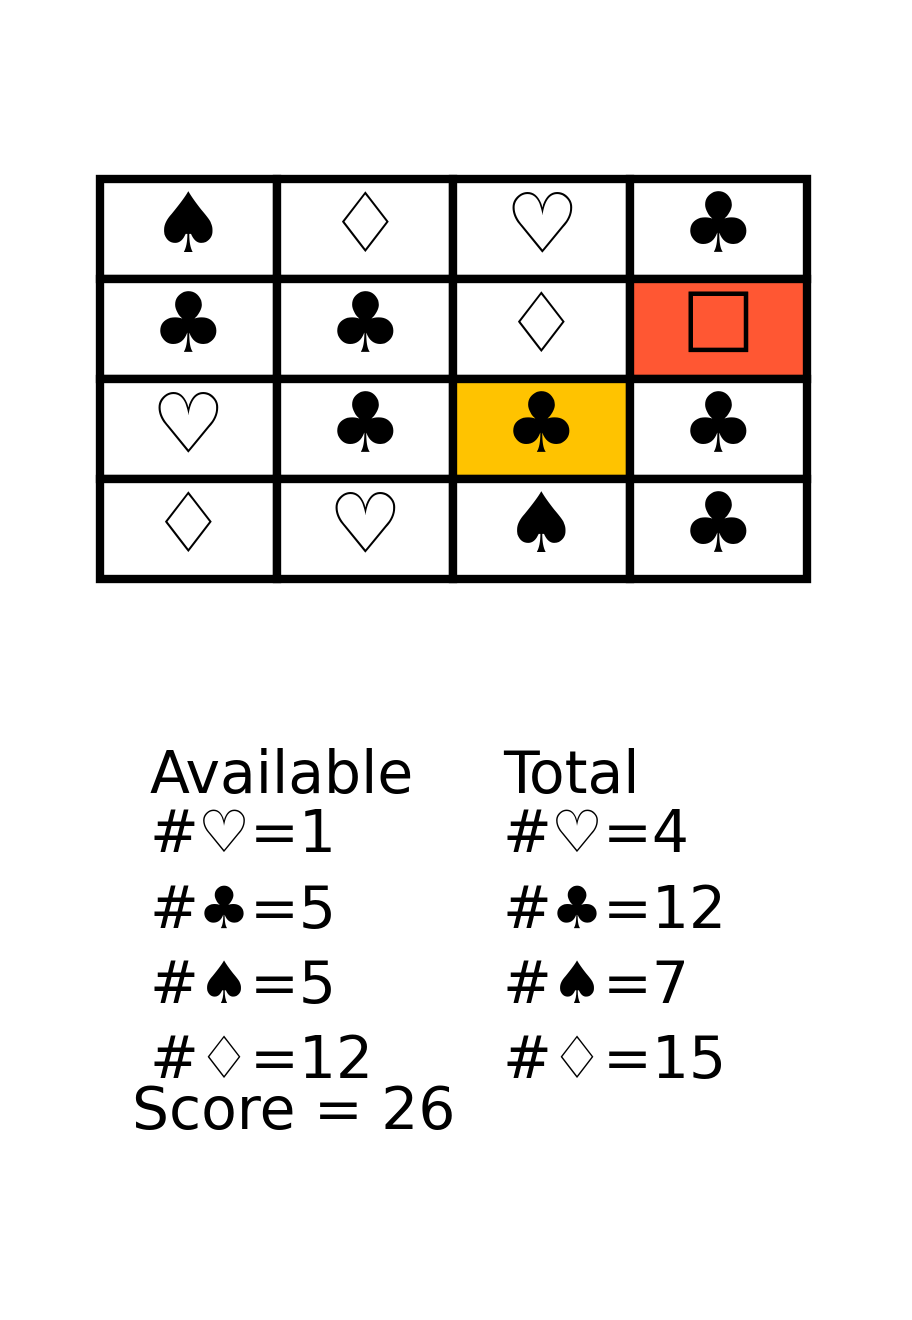 ♠ ♢ ♡ ♣
♣ ♣ ♢ □
♡ ♣ ♣ ♣
♢ ♡ ♠ ♣
Available Total
#♡=1 #♡=4
#♣=5 #♣=12
#♠=5 #♠=7
#♢=12 #♢=15
Score = 26